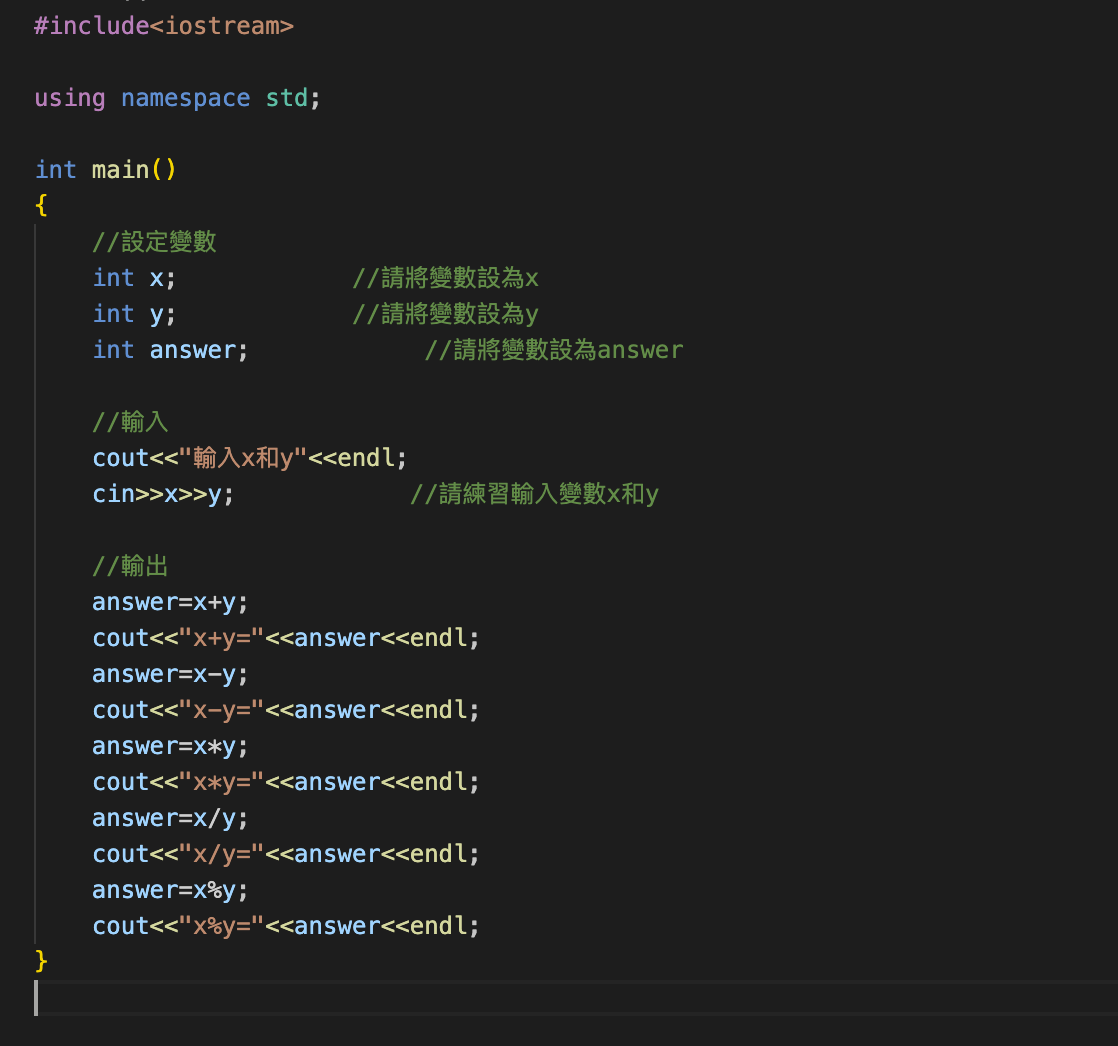 #include<iostream>
using namespace std;
int main()
{
//設定變數
int x; //請將變數設為x
int y; //請將變數設為y
int answer; //請將變數設為answer
//輸入
cout<<"輸入x和y"<<endl;
cin>>x>>y; //請練習輸入變數x和y
//輸出
answer=x+y;
cout<<"x+y="<<answer<<endl;
answer=x-y;
cout<<"x-y="<<answer<<endl;
answer=x*y;
cout<<"x*y="<<answer<<endl;
answer=x/y;
cout<<"x/y="<<answer<<endl;
answer=x%y;
cout<<"x%y="<<answer<<endl;
}